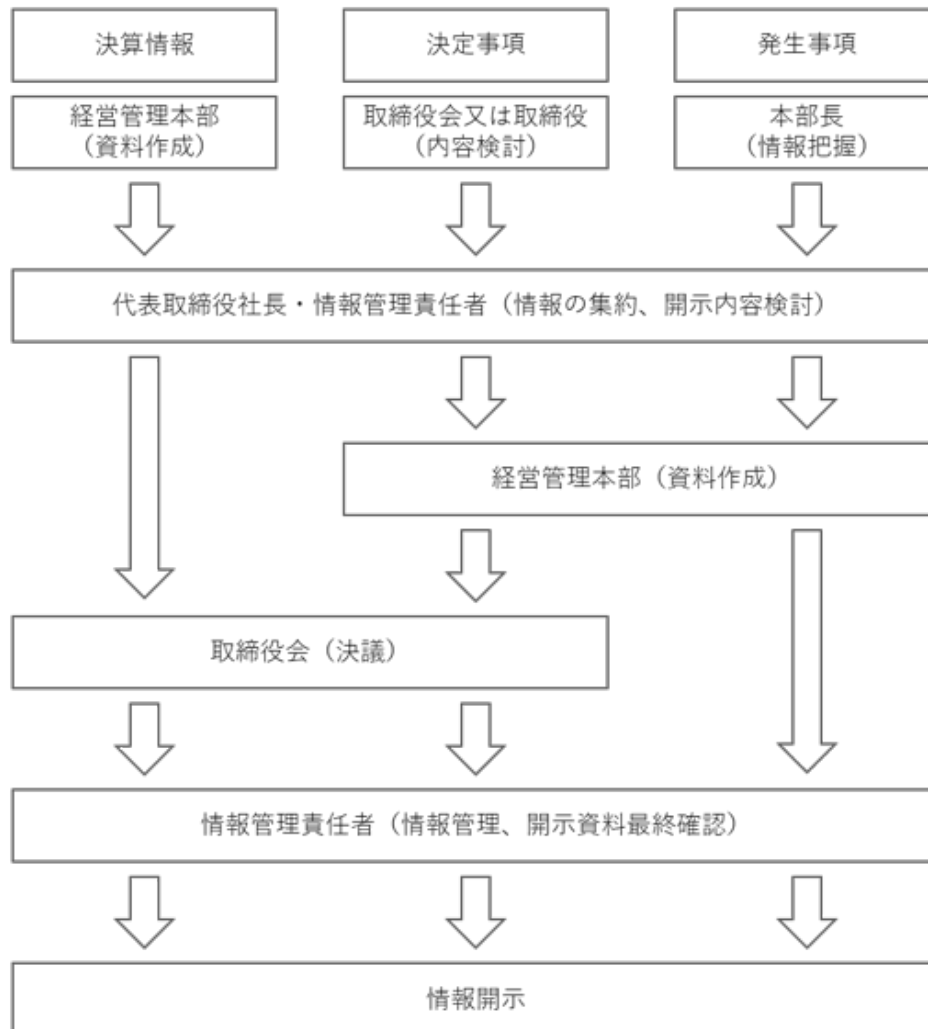 決算情報
決定事項
発生事項
経営管理本部
（資料作成）
取締役会又は取締役
（内容検討）
本部長
（情報把握）
代表取締役社長・情報管理責任者（情報の集約、開示内容検討）
経営管理本部（資料作成）
取締役会（決議）
情報管理責任者（情報管理、開示資料最終確認）
情報開示